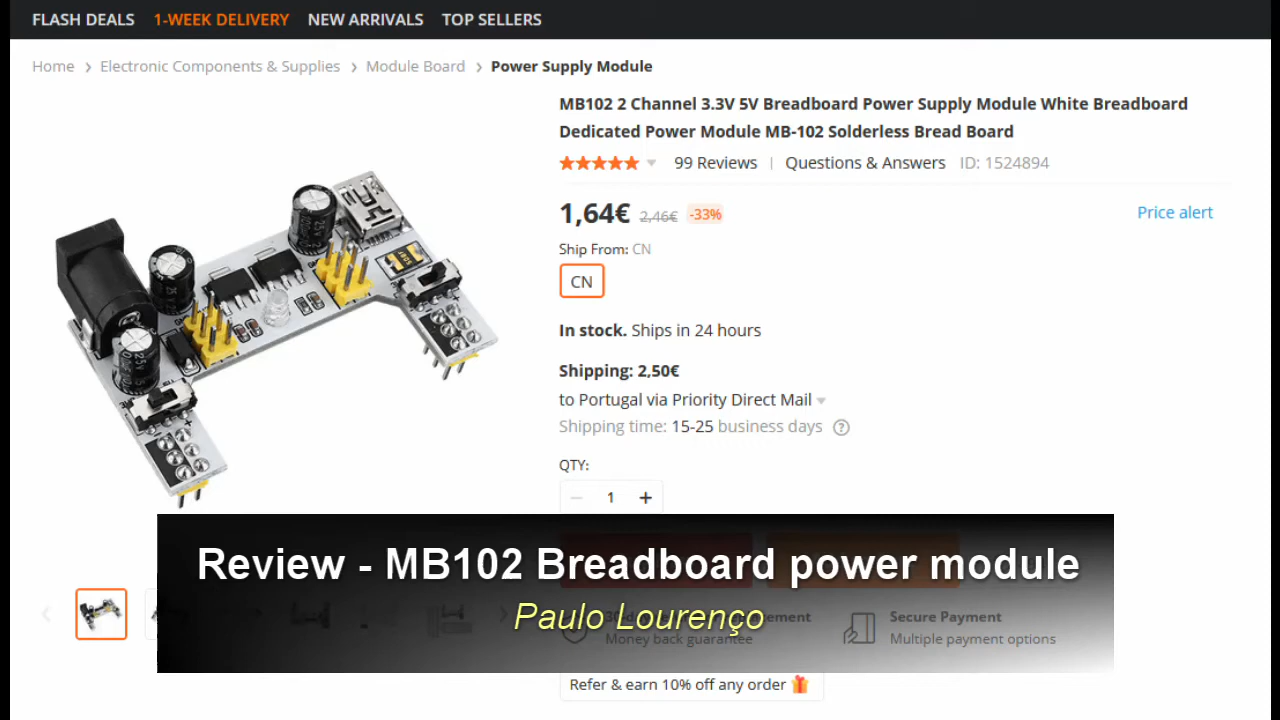 FLASH DEALS 1-WEEK DELIVERY NEW ARRIVALS TOP SELLERS
Home > Electronic Components & Supplies > Module Board > Power Supply Module
MB102 2 Channel 3.3V 5V Breadboard Power Supply Module White Breadboard
Dedicated Power Module MB-102 Solderless Bread Board
99 Reviews | Questions & Answers ID: 1524894
1,64€ 2,46€ -33%
Price alert
Ship From: CN
CN
In stock. Ships in 24 hours
Shipping: 2,50€
to Portugal via Priority Direct Mail
Shipping time: 15-25 business days ?
QTY:
− 1 +
Review - MB102 Breadboard power module
Paulo Lourenço
Money back guarantee
Secure Payment
Multiple payment options
Refer & earn 10% off any order